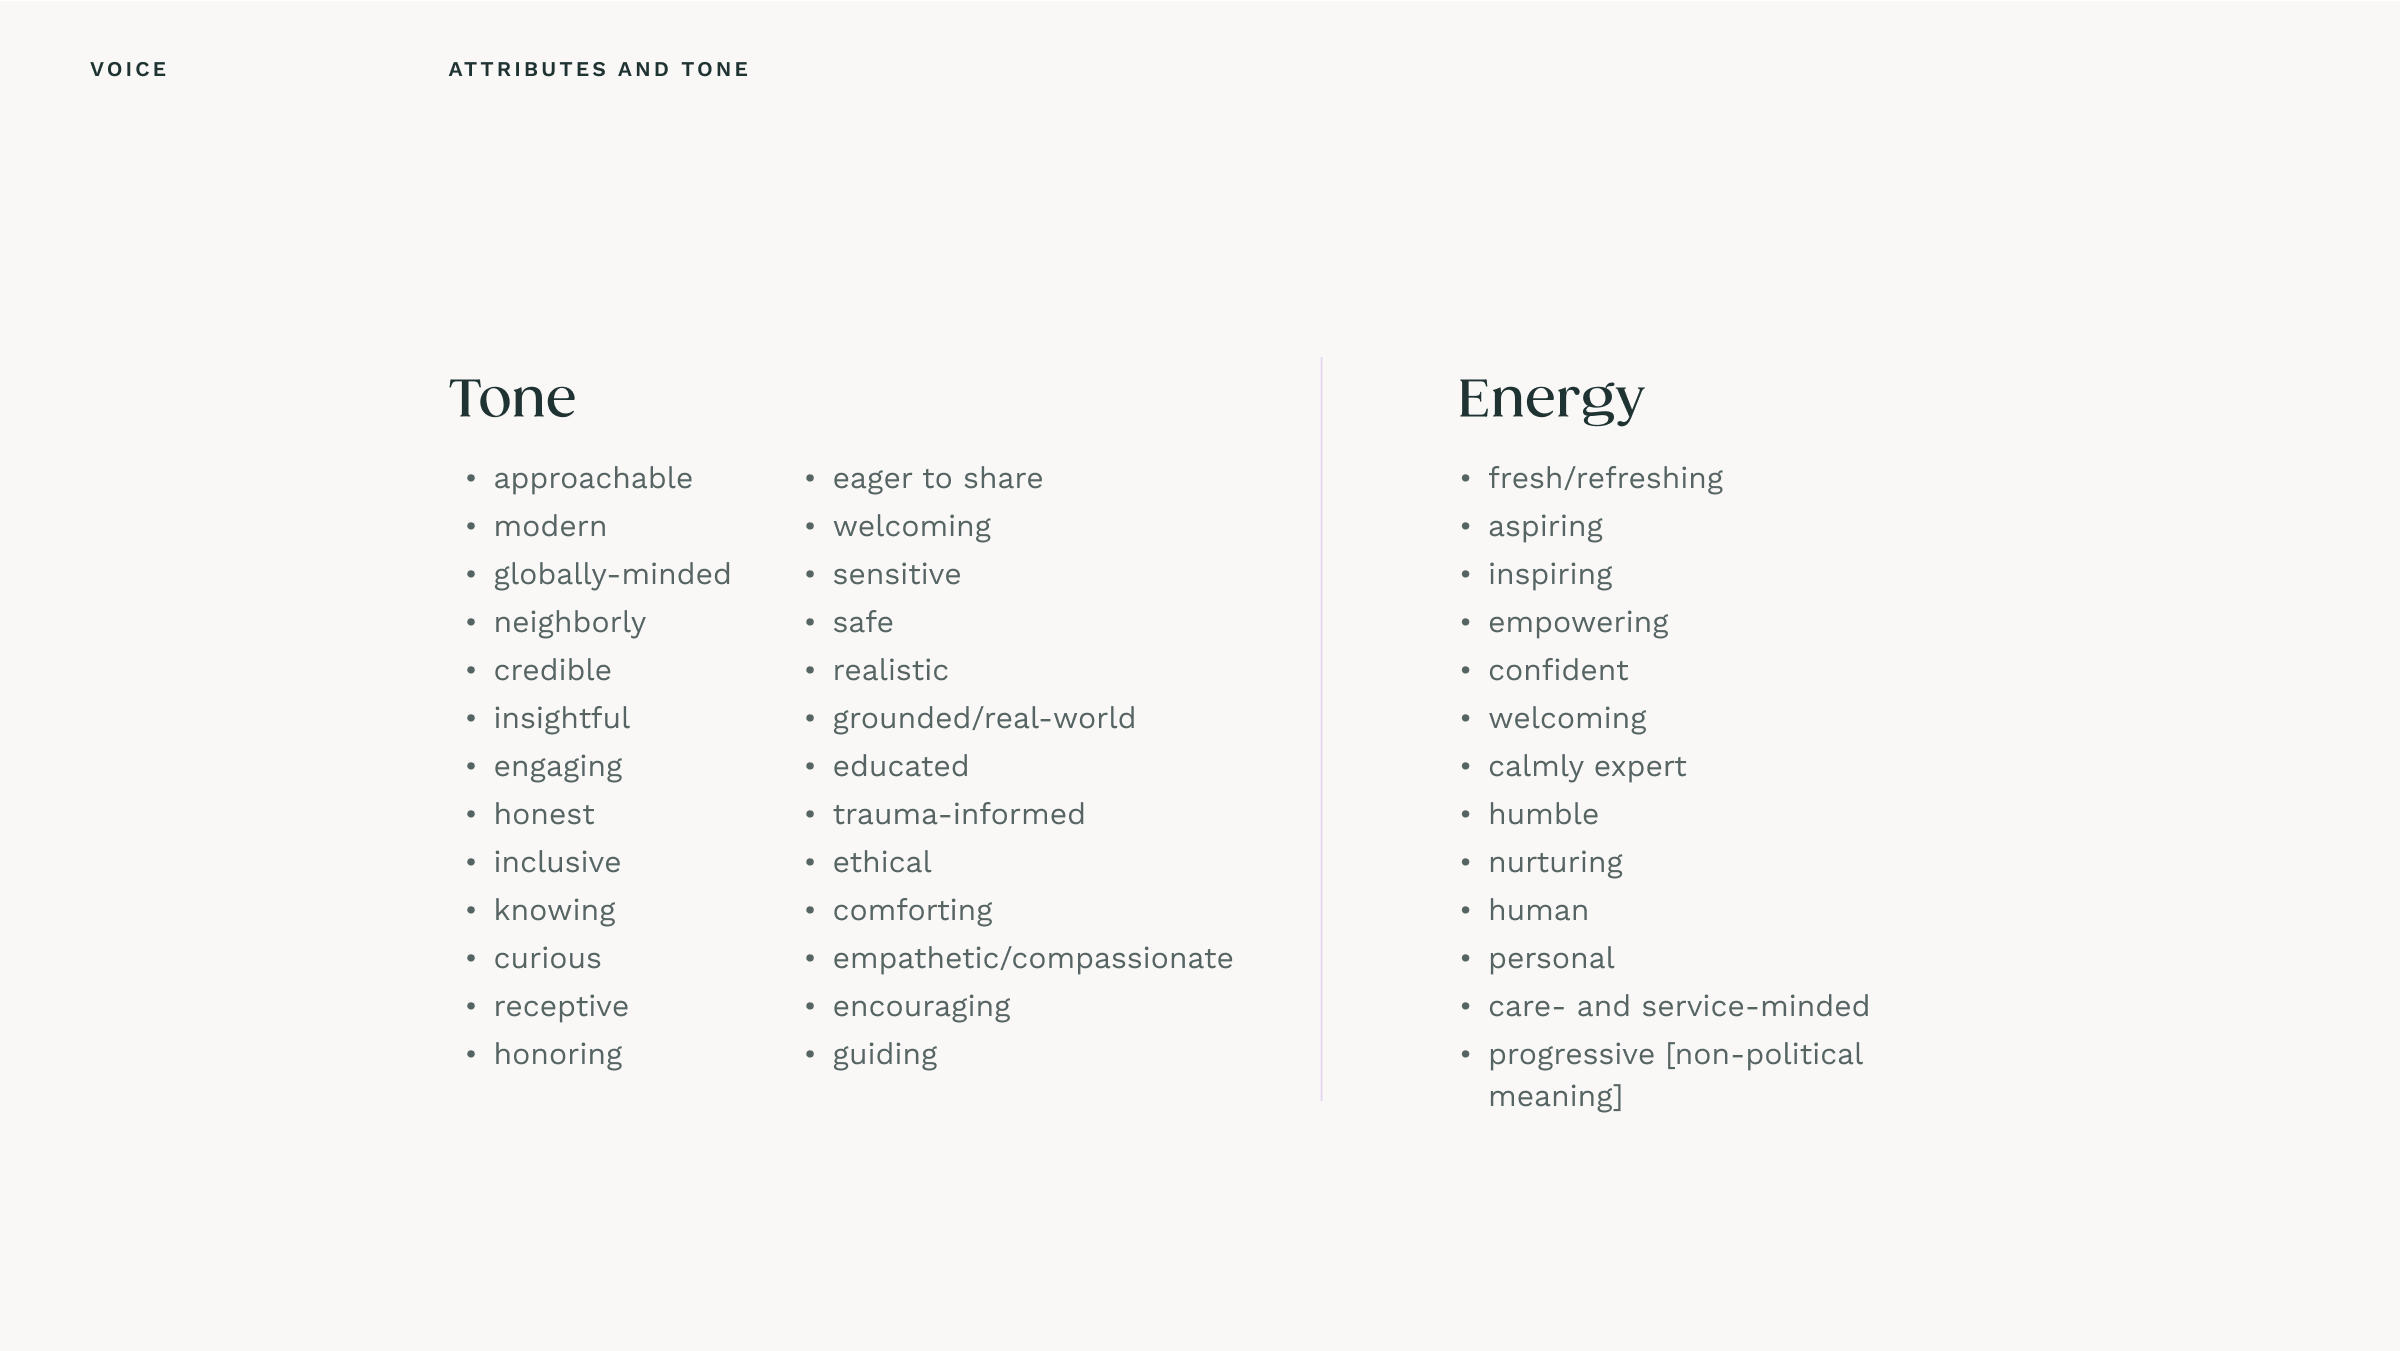 VOICE
ATTRIBUTES AND TONE
Tone
• approachable
• modern
• globally-minded
• neighborly
• credible
• insightful
• engaging
• honest
• inclusive
• knowing
• curious
• receptive
• honoring
• eager to share
• welcoming
• sensitive
• safe
• realistic
• grounded/real-world
• educated
• trauma-informed
• ethical
• comforting
• empathetic/compassionate
• encouraging
• guiding
Energy
• fresh/refreshing
• aspiring
• inspiring
• empowering
• confident
• welcoming
• calmly expert
• humble
• nurturing
• human
• personal
• care- and service-minded
• progressive [non-political
meaning]